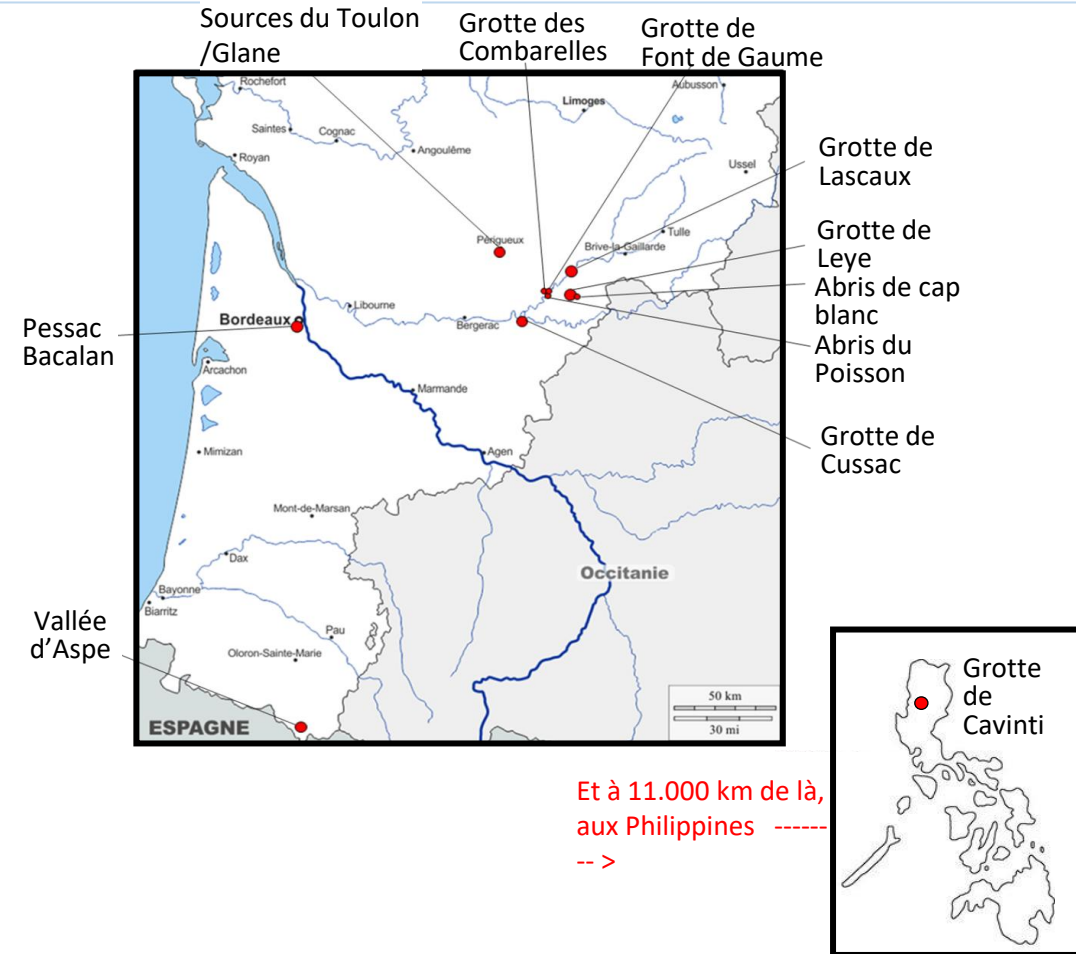 Sources du Toulon
/Glane
Grotte des
Combarelles
Grotte de
Font de Gaume
Rochefort
Aubusson
Limoges
Saintes
Cognac
Angoulême
Royan
Ussel
Grotte de
Lascaux
Périgueux
Tulle
Brive-la-Gaillarde
Grotte de
Leye
Abris de cap
blanc
Abris du
Poisson
Libourne
Bordeaux
Bergerac
Pessac
Bacalan
Arcachon
Marmande
Grotte de
Cussac
Mimizan
Agen
Mont-de-Marsan
Dax
Occitanie
Bayonne
Biarritz
Vallée
d’Aspe
Pau
Oloron-Sainte-Marie
50 km
30 mi
ESPAGNE
Grotte
de
Cavinti
Et à 11.000 km de là,
aux Philippines ------
-- >